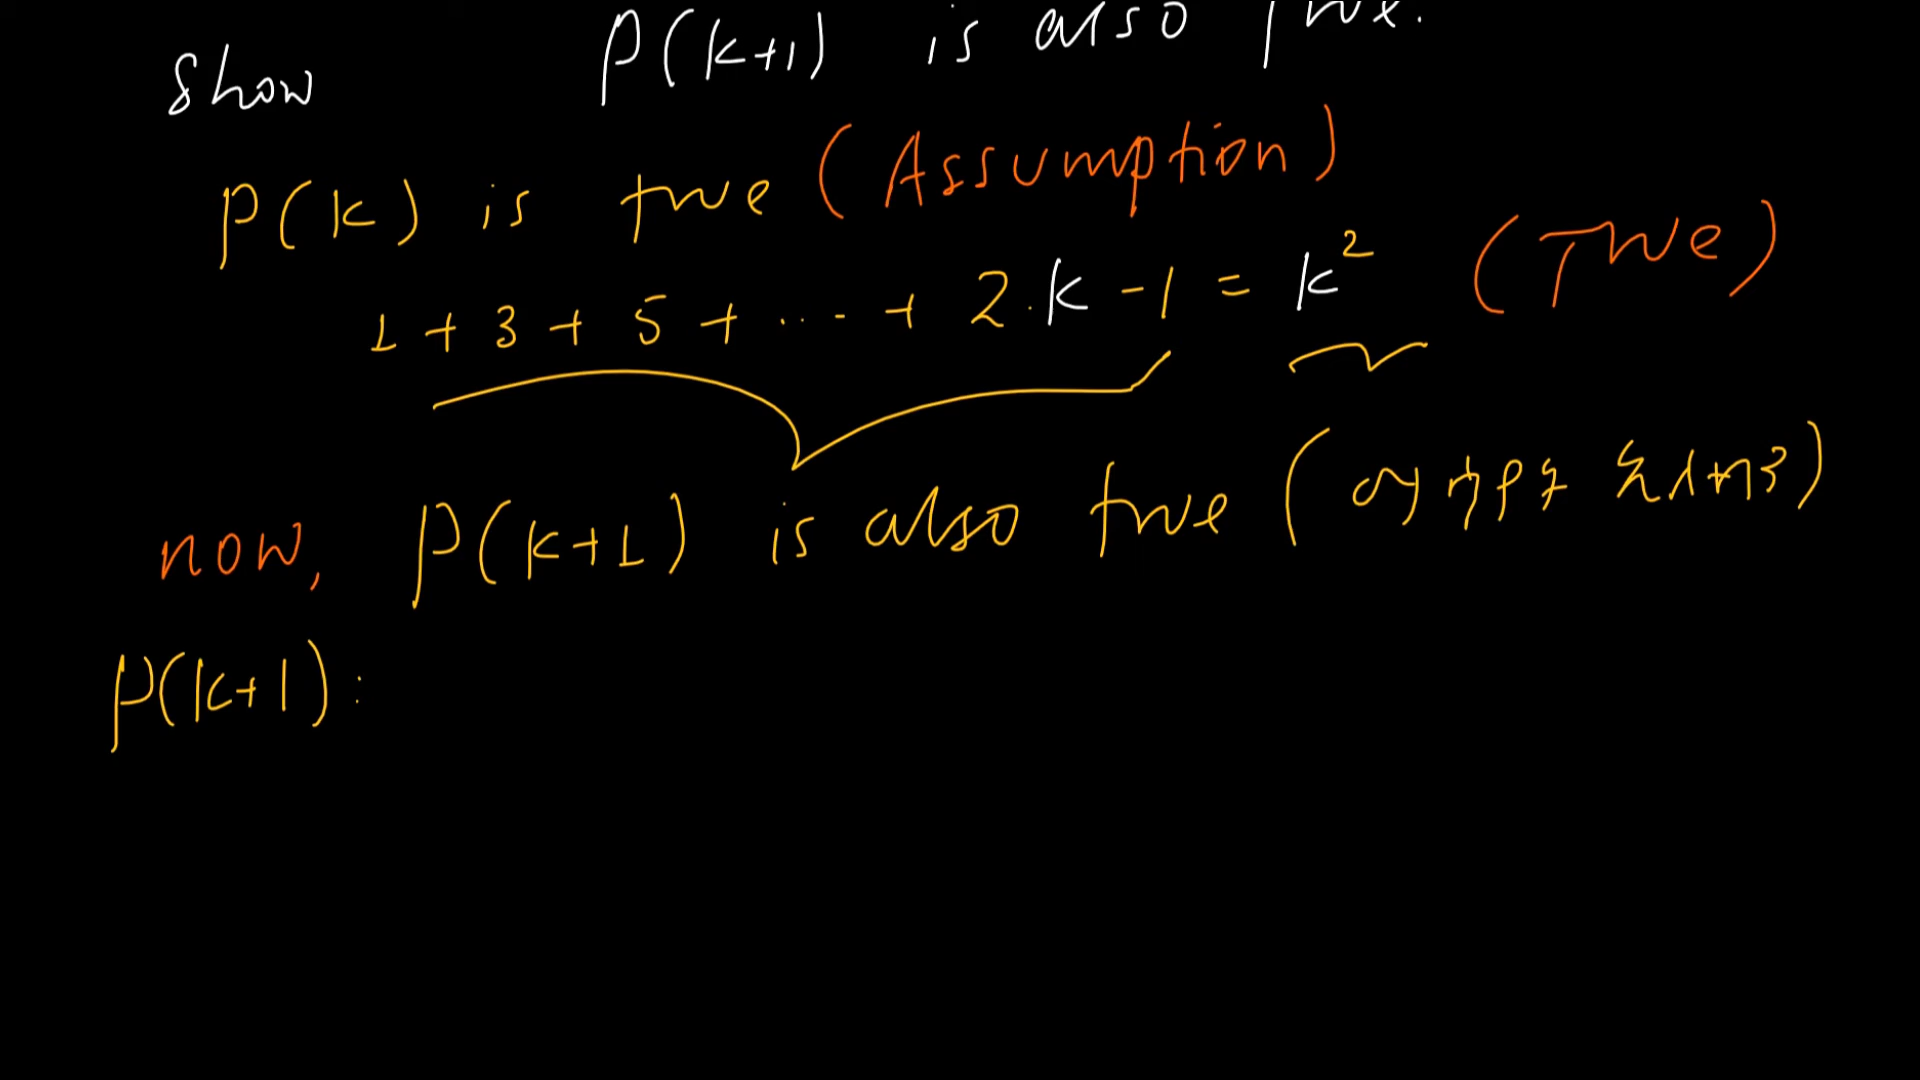 show P(k+1) is also true.
P(k) is true (Assumption)
1 + 3 + 5 + ... + 2.k - 1 = k² (True)
now, P(k+1) is also true (
P(k+1):